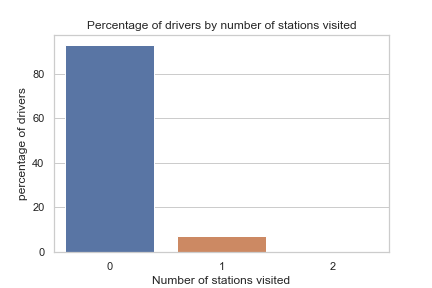 Percentage of drivers by number of stations visited
percentage of drivers
80
60
40
20
0
0 1 2
Number of stations visited